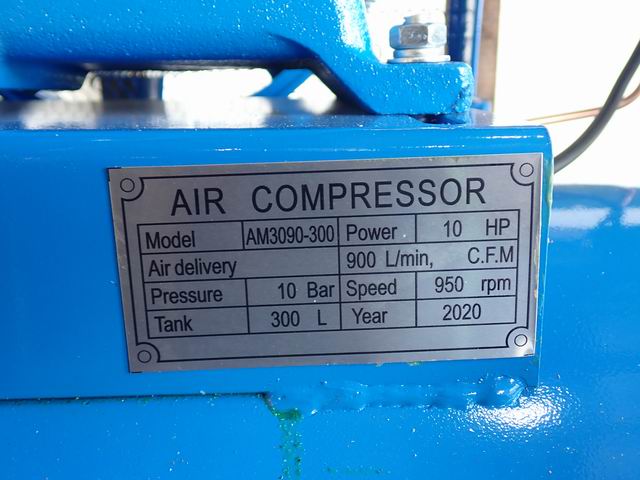 AIR COMPRESSOR
Model AM3090-300 Power 10 HP
Air delivery 900 L/min, C.F.M
Pressure 10 Bar Speed 950 rpm
Tank 300 L Year 2020